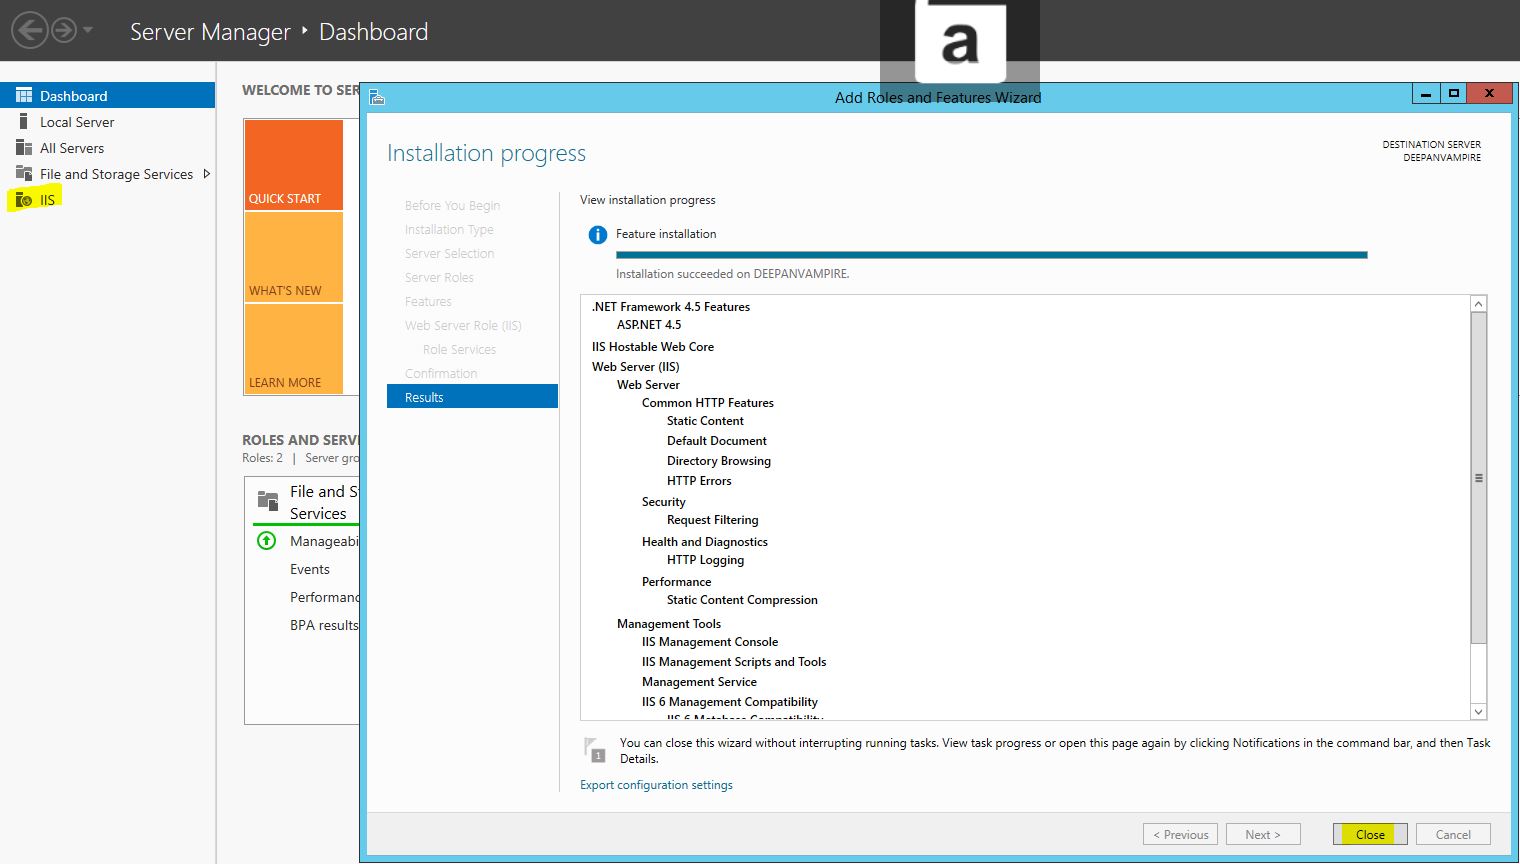 Server Manager ‣ Dashboard
a
Dashboard
Local Server
All Servers
File and Storage Services
IIS
WELCOME TO SER
QUICK START
WHAT'S NEW
LEARN MORE
ROLES AND SERV
Roles: 2 | Server gro
File and S
Services
Manageabi
Events
Performanc
BPA results
Add Roles and Features Wizard
Installation progress
DESTINATION SERVER
DEEPANVAMPIRE
Before You Begin
Installation Type
Server Selection
Server Roles
Features
Web Server Role (IIS)
Role Services
Confirmation
Results
View installation progress
Feature installation
Installation succeeded on DEEPANVAMPIRE.
.NET Framework 4.5 Features
ASP.NET 4.5
IIS Hostable Web Core
Web Server (IIS)
Web Server
Common HTTP Features
Static Content
Default Document
Directory Browsing
HTTP Errors
Security
Request Filtering
Health and Diagnostics
HTTP Logging
Performance
Static Content Compression
Management Tools
IIS Management Console
IIS Management Scripts and Tools
Management Service
IIS 6 Management Compatibility
IIS 6 Metabase Compatibility
1
You can close this wizard without interrupting running tasks. View task progress or open this page again by clicking Notifications in the command bar, and then Task
Details.
Export configuration settings
< Previous
Next >
Close
Cancel